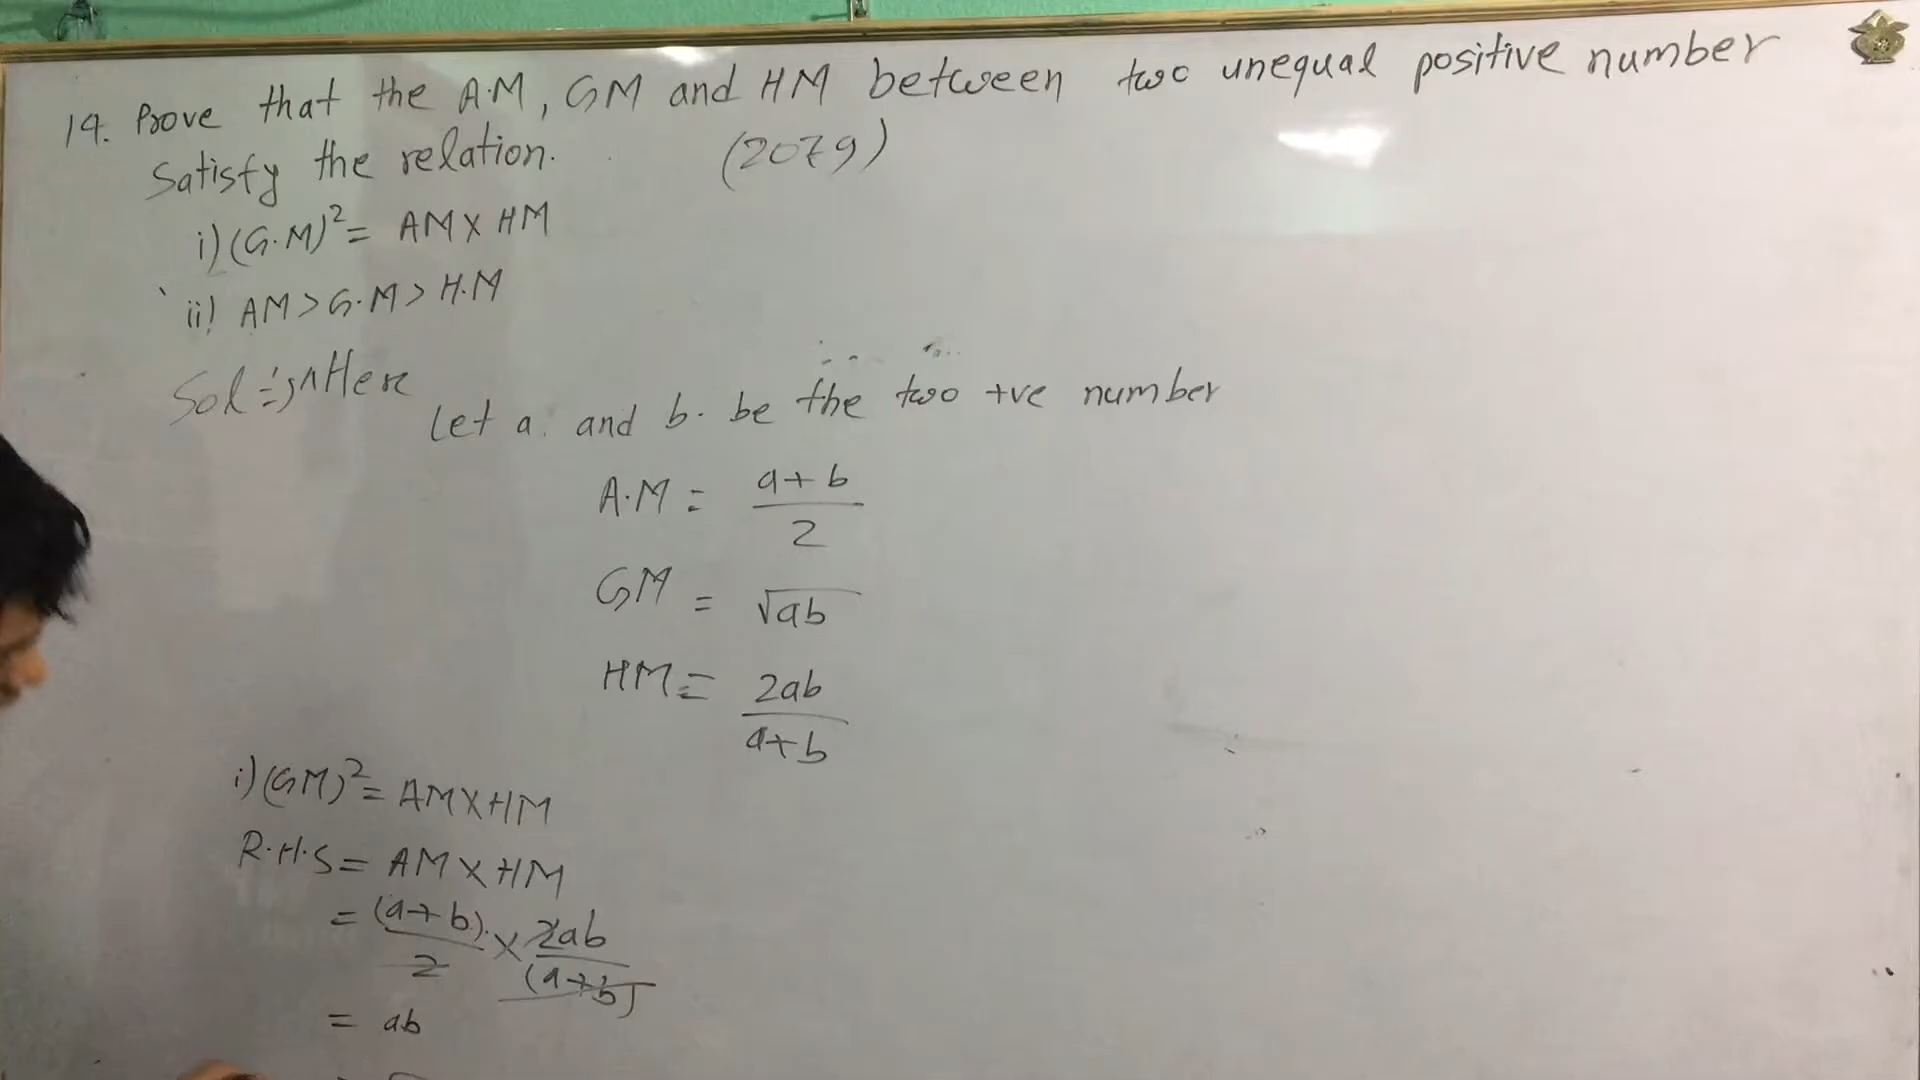 14. Prove that the A.M, GM and HM between two unequal positive number
Satisfy the relation. (2079)
i) (G.M)² = AM X HM
ii) AM > G.M > H.M
Sol Here
Let a and b. be the two +ve number
A.M = a+b / 2
GM = √ab
HM = 2ab / a+b
i) (GM)² = AM X HM
R.H.S = AM X HM
= (a+b) / 2 X 2ab / (a+b)
= ab